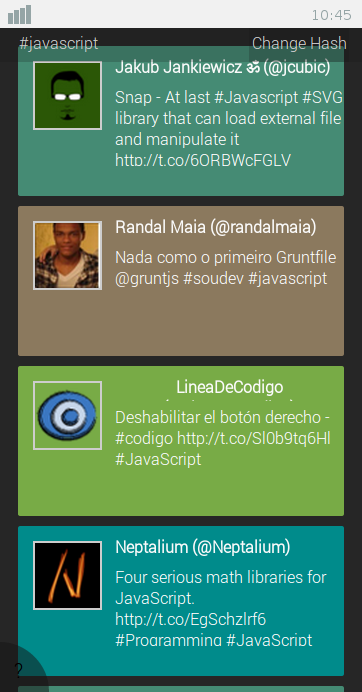 10:45
#javascript Change Hash
Jakub Jankiewicz ॐ (@jcubic)
Snap - At last #Javascript #SVG
library that can load external file
and manipulate it
http://t.co/6ORBWcFGLV
Randal Maia (@randalmaia)
Nada como o primeiro Gruntfile
@gruntjs #soudev #javascript
LineaDeCodigo
Deshabilitar el botón derecho -
#codigo http://t.co/Sl0b9tq6Hl
#JavaScript
Neptalium (@Neptalium)
Four serious math libraries for
JavaScript.
http://t.co/EgSchzlrf6
#Programming #JavaScript
?